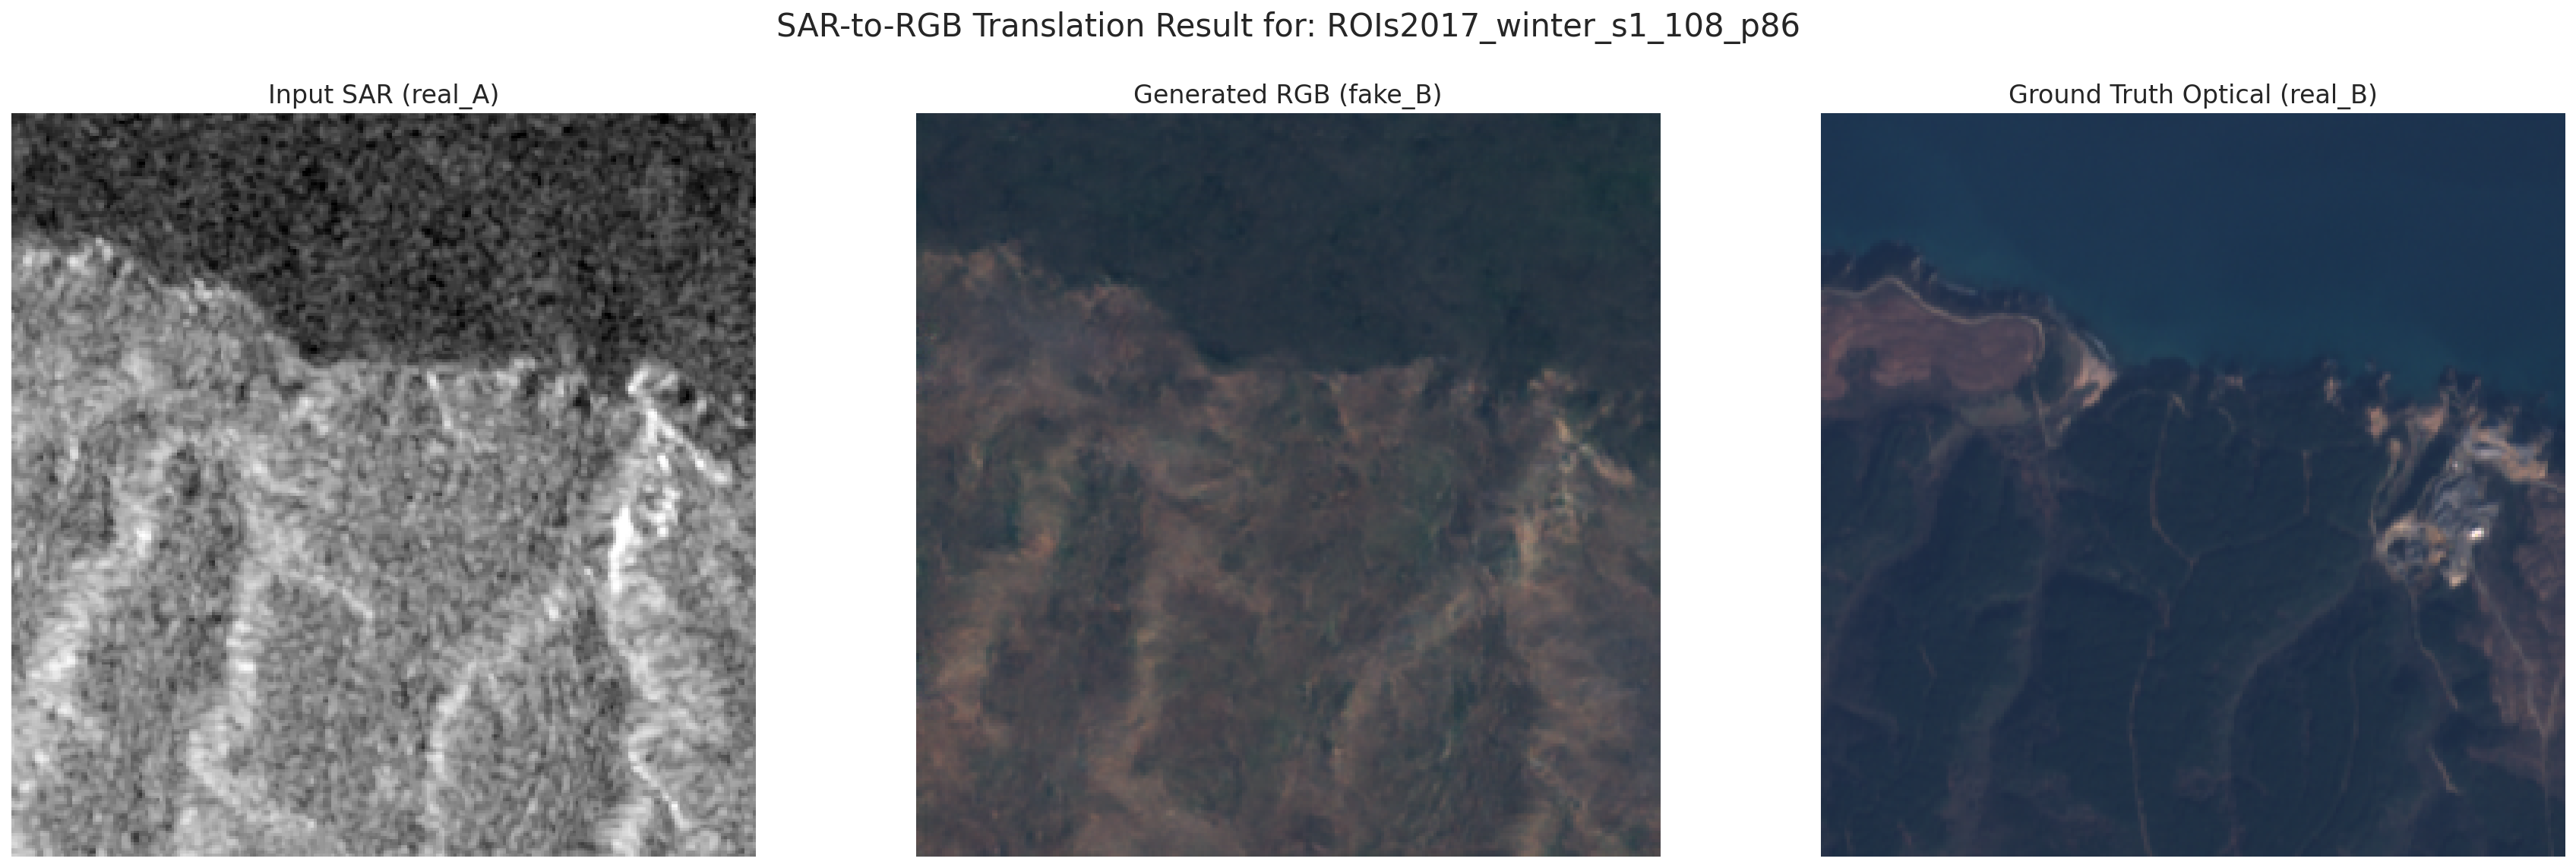 SAR-to-RGB Translation Result for: ROIs2017_winter_s1_108_p86
Input SAR (real_A)
Generated RGB (fake_B)
Ground Truth Optical (real_B)